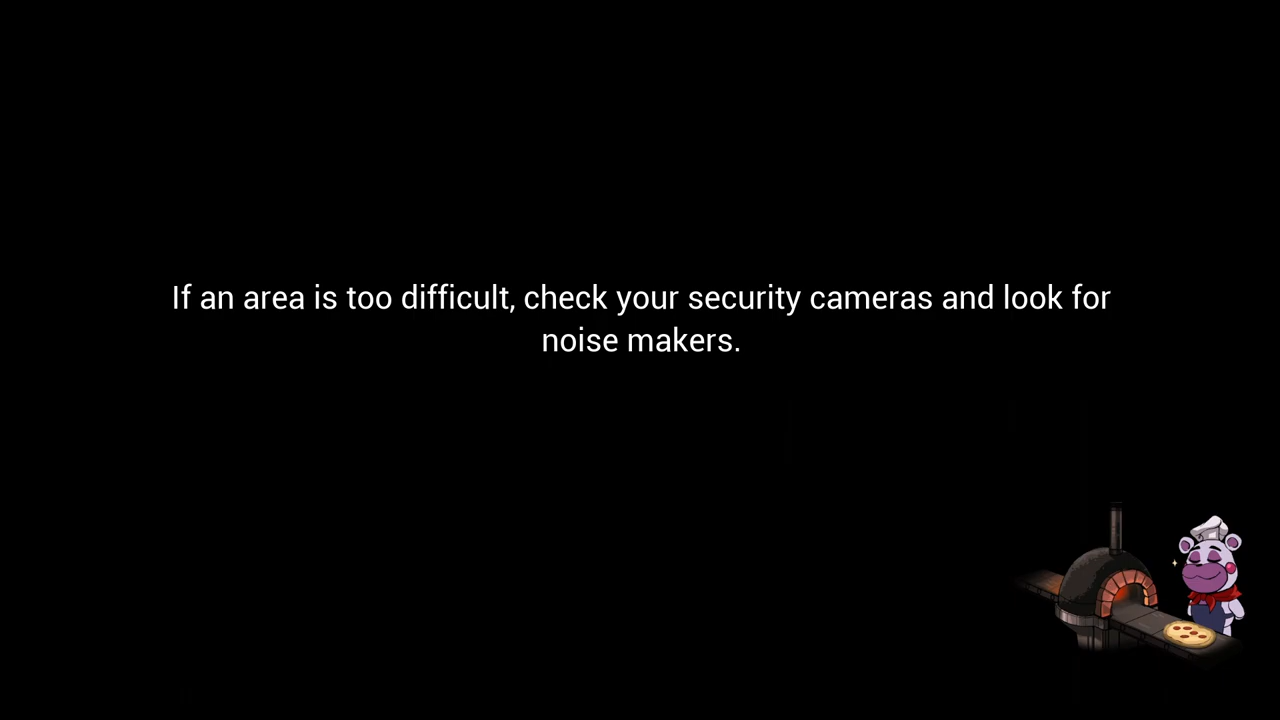 If an area is too difficult, check your security cameras and look for
noise makers.